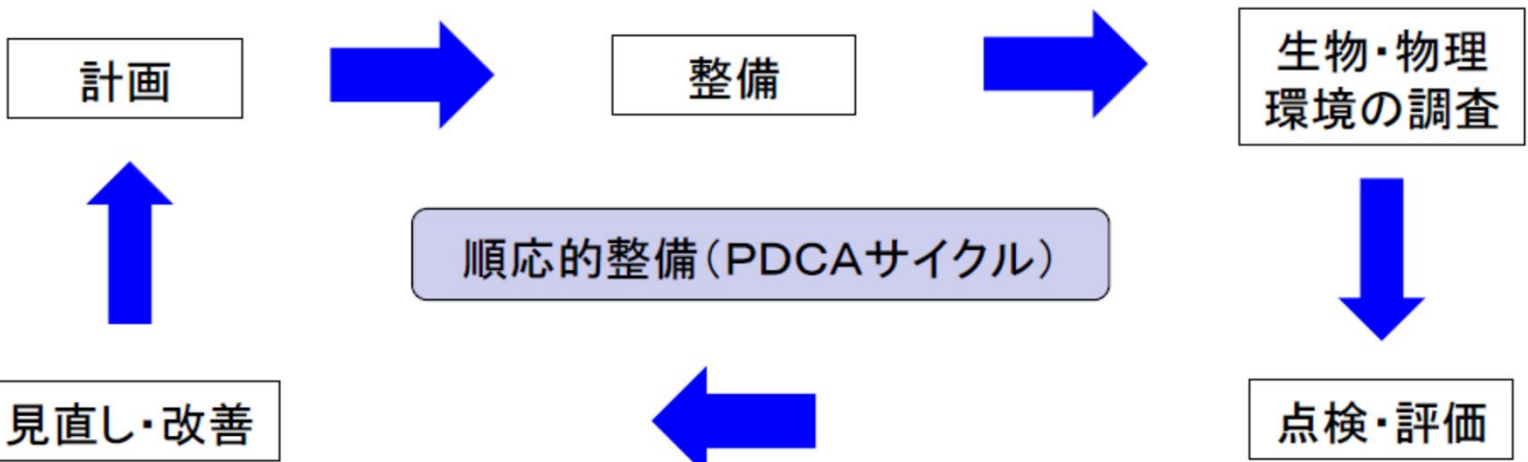 計画
整備
生物・物理
環境の調査
順応的整備（PDCAサイクル）
見直し・改善
点検・評価